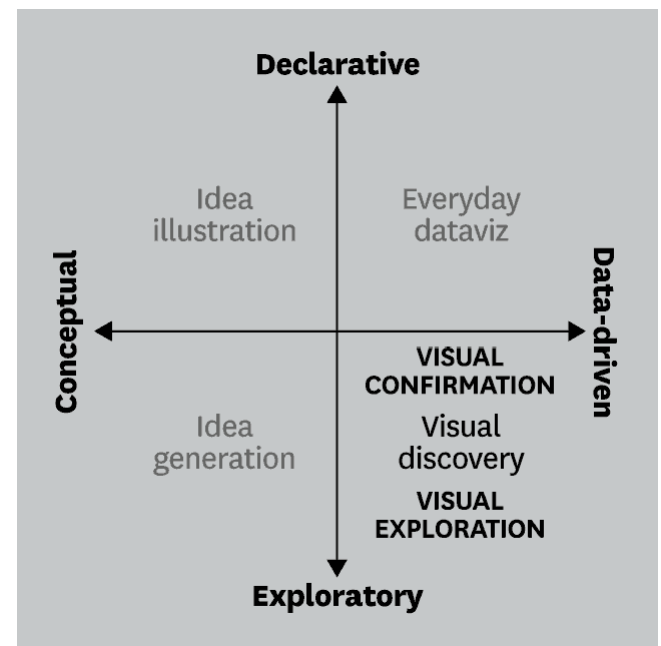 Declarative
Idea
illustration
Everyday
dataviz
Conceptual
Data-driven
VISUAL
CONFIRMATION
Idea
generation
Visual
discovery
VISUAL
EXPLORATION
Exploratory